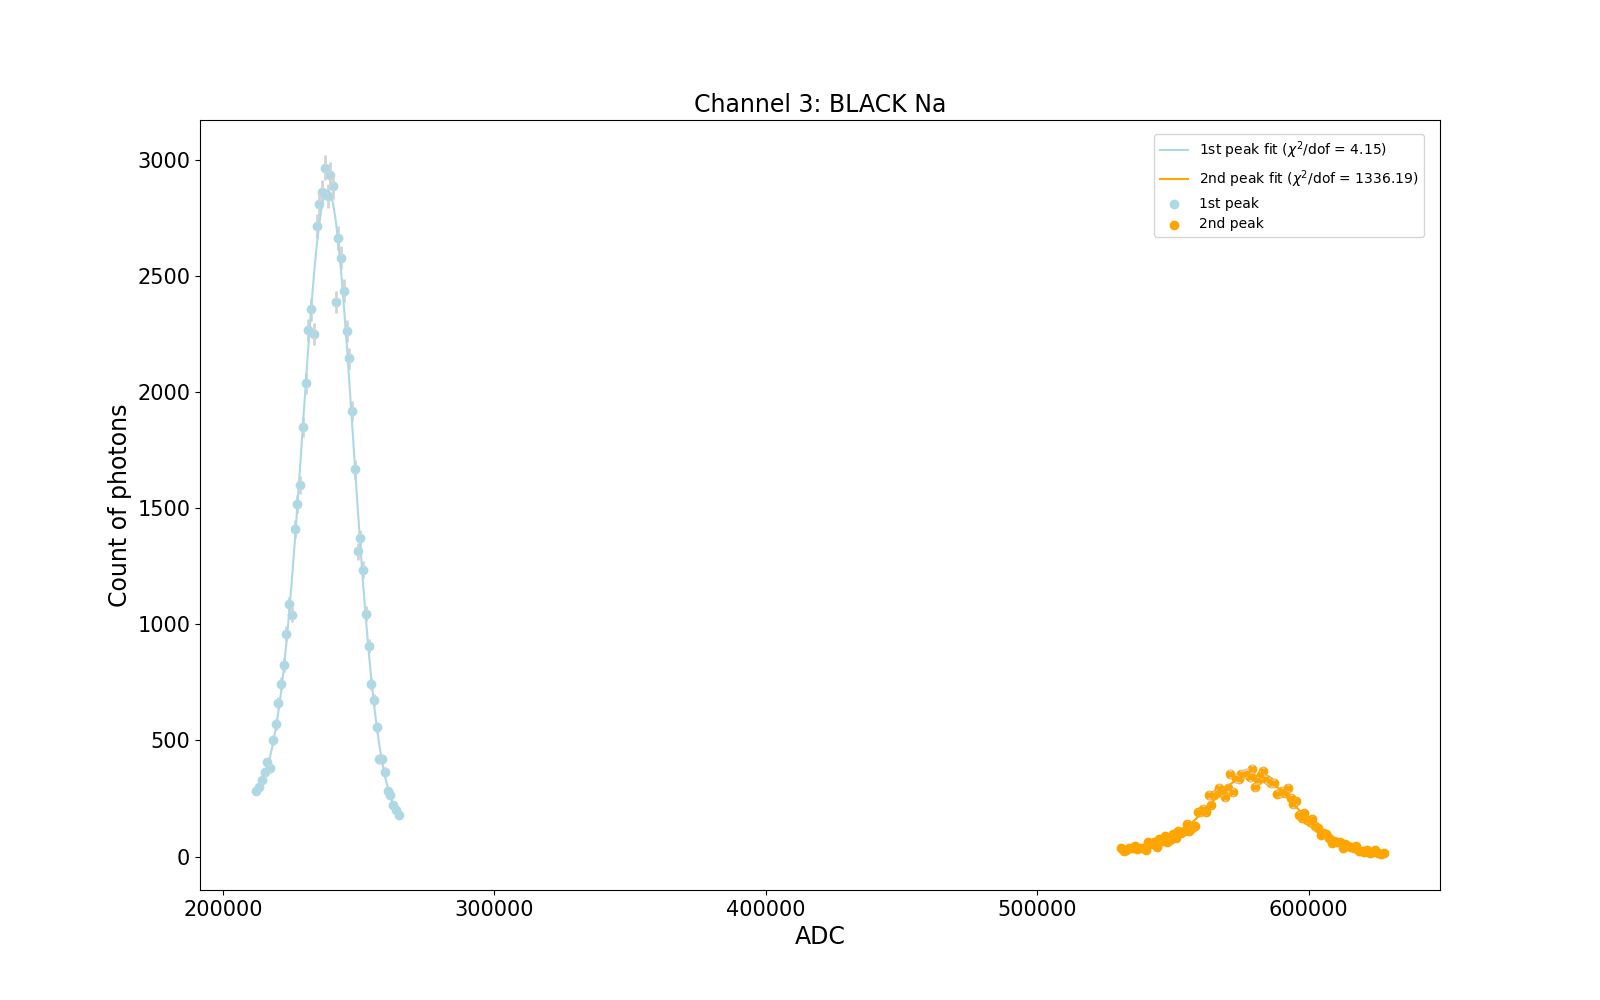 Channel 3: BLACK Na
1st peak fit (χ²/dof = 4.15)
2nd peak fit (χ²/dof = 1336.19)
1st peak
2nd peak
Count of photons
3000
2500
2000
1500
1000
500
0
200000 300000 400000 500000 600000
ADC